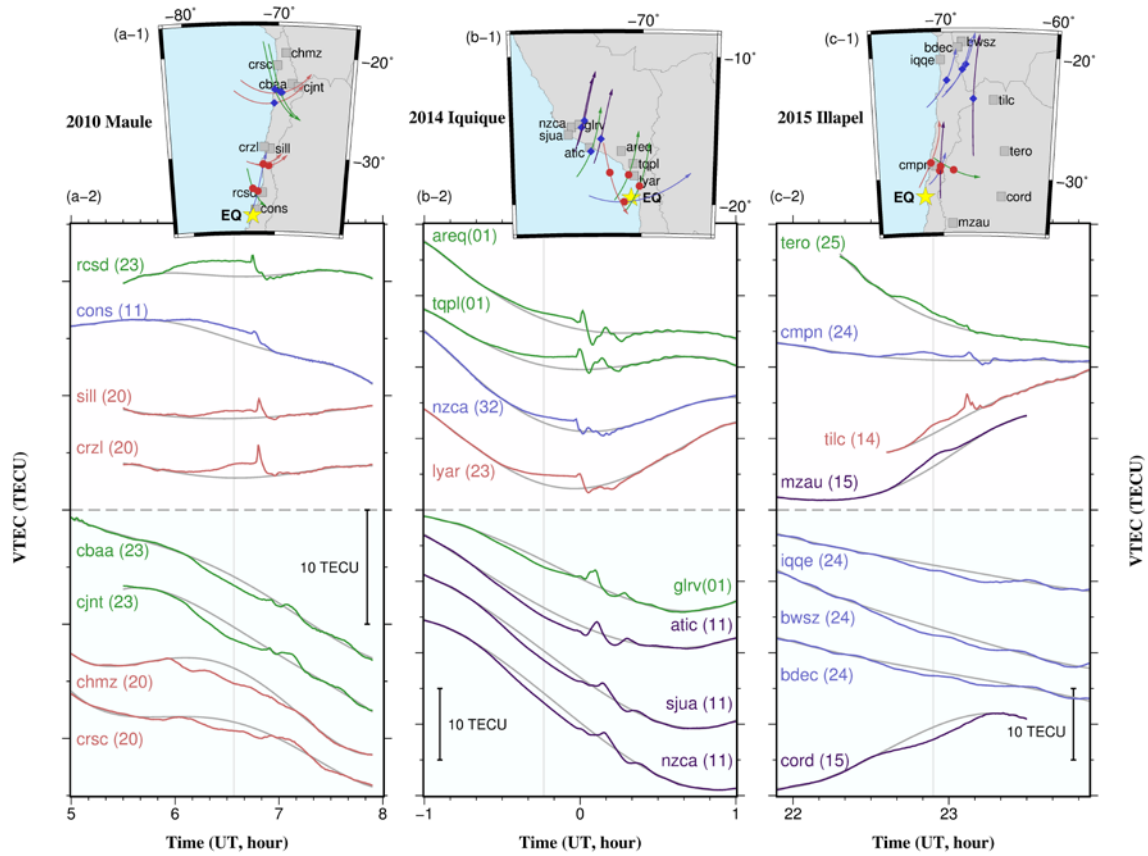 −80°
−70°
(a-1)
chmz
crsc
−20°
cbaa
cjnt
2010 Maule
crzl
sill
−30°
rcsd
cons
EQ
(a-2)
−70°
(b-1)
−10°
2014 Iquique
nzca
glrv
sjua
atic
areq
tqpl
lyar
EQ
−20°
(b-2)
−70°
−60°
(c-1)
bdec
bwsz
iqqe
−20°
tilc
2015 Illapel
tero
cmpn
−30°
EQ
cord
mzau
(c-2)
VTEC (TECU)
rcsd (23)
cons (11)
sill (20)
crzl (20)
cbaa (23)
10 TECU
cjnt (23)
chmz (20)
crsc (20)
5
6
7
8
Time (UT, hour)
areq(01)
tqpl(01)
nzca (32)
lyar (23)
glrv(01)
atic (11)
sjua (11)
10 TECU
nzca (11)
−1
0
1
Time (UT, hour)
tero (25)
cmpn (24)
tilc (14)
mzau (15)
iqqe (24)
bwsz (24)
bdec (24)
10 TECU
cord (15)
22
23
Time (UT, hour)
VTEC (TECU)